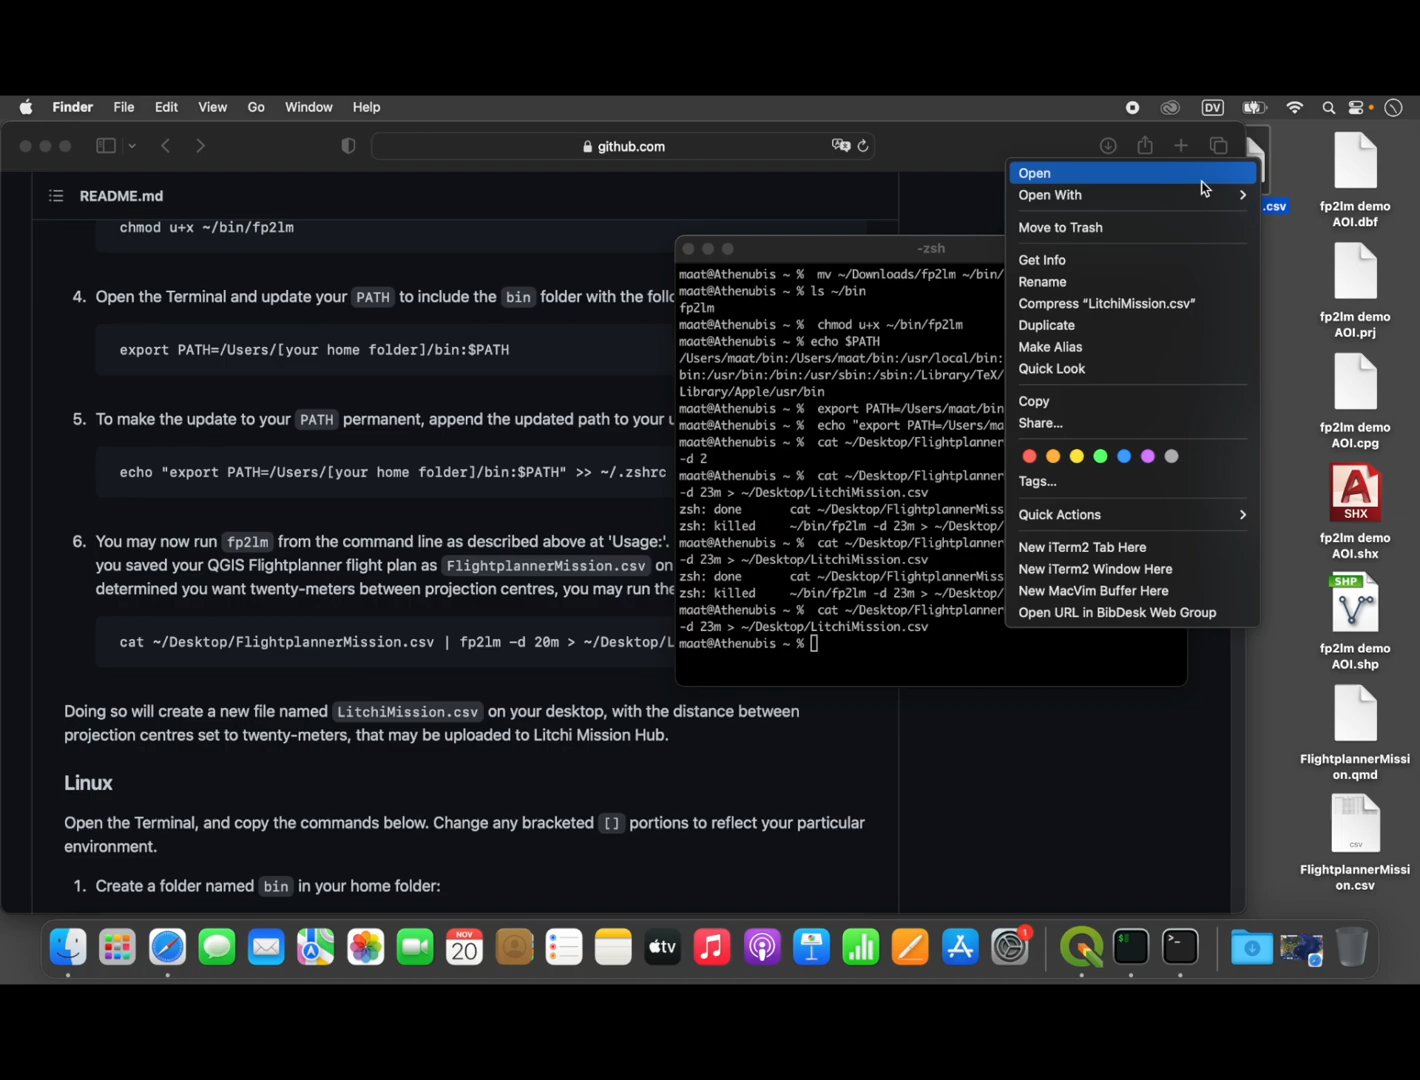 Finder File Edit View Go Window Help
DV
github.com
README.md
chmod u+x ~/bin/fp2lm
4. Open the Terminal and update your PATH to include the bin folder with the foll
export PATH=/Users/[your home folder]/bin:$PATH
5. To make the update to your PATH permanent, append the updated path to your
echo "export PATH=/Users/[your home folder]/bin:$PATH" >> ~/.zshrc
6. You may now run fp2lm from the command line as described above at 'Usage:'.
you saved your QGIS Flightplanner flight plan as FlightplannerMission.csv on
determined you want twenty-meters between projection centres, you may run the
cat ~/Desktop/FlightplannerMission.csv | fp2lm -d 20m > ~/Desktop/L
Doing so will create a new file named LitchiMission.csv on your desktop, with the distance between
projection centres set to twenty-meters, that may be uploaded to Litchi Mission Hub.
Linux
Open the Terminal, and copy the commands below. Change any bracketed [] portions to reflect your particular
environment.
1. Create a folder named bin in your home folder:
-zsh
maat@Athenubis ~ % mv ~/Downloads/fp2lm ~/bin/
maat@Athenubis ~ % ls ~/bin
fp2lm
maat@Athenubis ~ % chmod u+x ~/bin/fp2lm
maat@Athenubis ~ % echo $PATH
/Users/maat/bin:/Users/maat/bin:/usr/local/bin:
bin:/usr/bin:/bin:/usr/sbin:/sbin:/Library/TeX/
Library/Apple/usr/bin
maat@Athenubis ~ % export PATH=/Users/maat/bin
maat@Athenubis ~ % echo "export PATH=/Users/ma
maat@Athenubis ~ % cat ~/Desktop/Flightplanner
-d 2
maat@Athenubis ~ % cat ~/Desktop/Flightplanner
-d 23m > ~/Desktop/LitchiMission.csv
zsh: done cat ~/Desktop/FlightplannerMiss
zsh: killed ~/bin/fp2lm -d 23m > ~/Desktop/
maat@Athenubis ~ % cat ~/Desktop/Flightplanner
-d 23m > ~/Desktop/LitchiMission.csv
zsh: done cat ~/Desktop/FlightplannerMiss
zsh: killed ~/bin/fp2lm -d 23m > ~/Desktop/
maat@Athenubis ~ % cat ~/Desktop/Flightplanner
-d 23m > ~/Desktop/LitchiMission.csv
maat@Athenubis ~ %
Open
Open With
Move to Trash
Get Info
Rename
Compress “LitchiMission.csv”
Duplicate
Make Alias
Quick Look
Copy
Share...
Tags...
Quick Actions
New iTerm2 Tab Here
New iTerm2 Window Here
New MacVim Buffer Here
Open URL in BibDesk Web Group
.csv
fp2lm demo
AOI.dbf
fp2lm demo
AOI.prj
fp2lm demo
AOI.cpg
A
SHX
fp2lm demo
AOI.shx
SHP
fp2lm demo
AOI.shp
FlightplannerMissi
on.qmd
CSV
FlightplannerMissi
on.csv
NOV
20
tv
1
$
>_